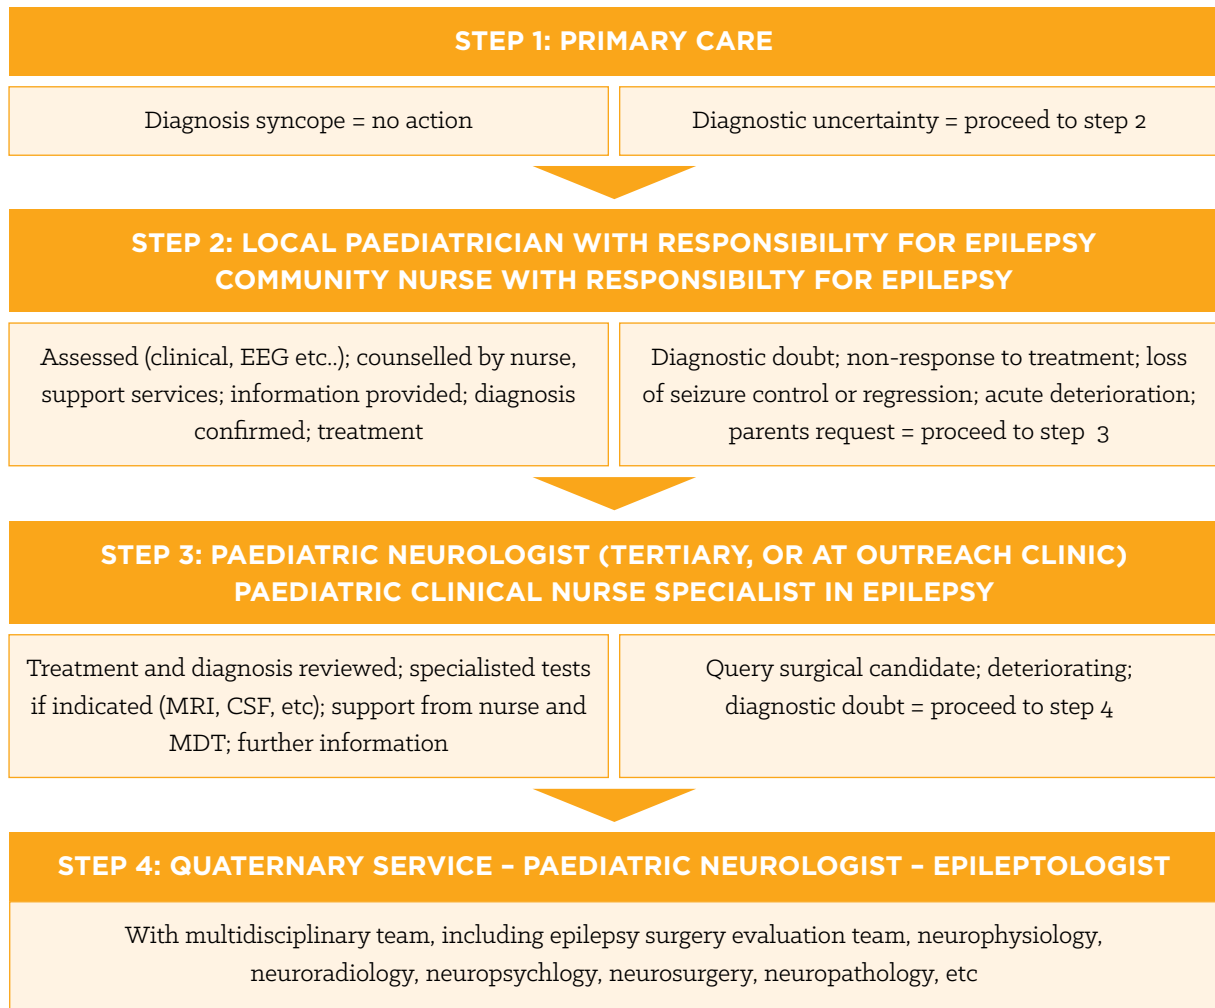 STEP 1: PRIMARY CARE
Diagnosis syncope = no action
Diagnostic uncertainty = proceed to step 2
STEP 2: LOCAL PAEDIATRICIAN WITH RESPONSIBILITY FOR EPILEPSY
COMMUNITY NURSE WITH RESPONSIBILTY FOR EPILEPSY
Assessed (clinical, EEG etc..); counselled by nurse,
support services; information provided; diagnosis
confirmed; treatment
Diagnostic doubt; non-response to treatment; loss
of seizure control or regression; acute deterioration;
parents request = proceed to step 3
STEP 3: PAEDIATRIC NEUROLOGIST (TERTIARY, OR AT OUTREACH CLINIC)
PAEDIATRIC CLINICAL NURSE SPECIALIST IN EPILEPSY
Treatment and diagnosis reviewed; specialisted tests
if indicated (MRI, CSF, etc); support from nurse and
MDT; further information
Query surgical candidate; deteriorating;
diagnostic doubt = proceed to step 4
STEP 4: QUATERNARY SERVICE – PAEDIATRIC NEUROLOGIST – EPILEPTOLOGIST
With multidisciplinary team, including epilepsy surgery evaluation team, neurophysiology,
neuroradiology, neuropsychlogy, neurosurgery, neuropathology, etc